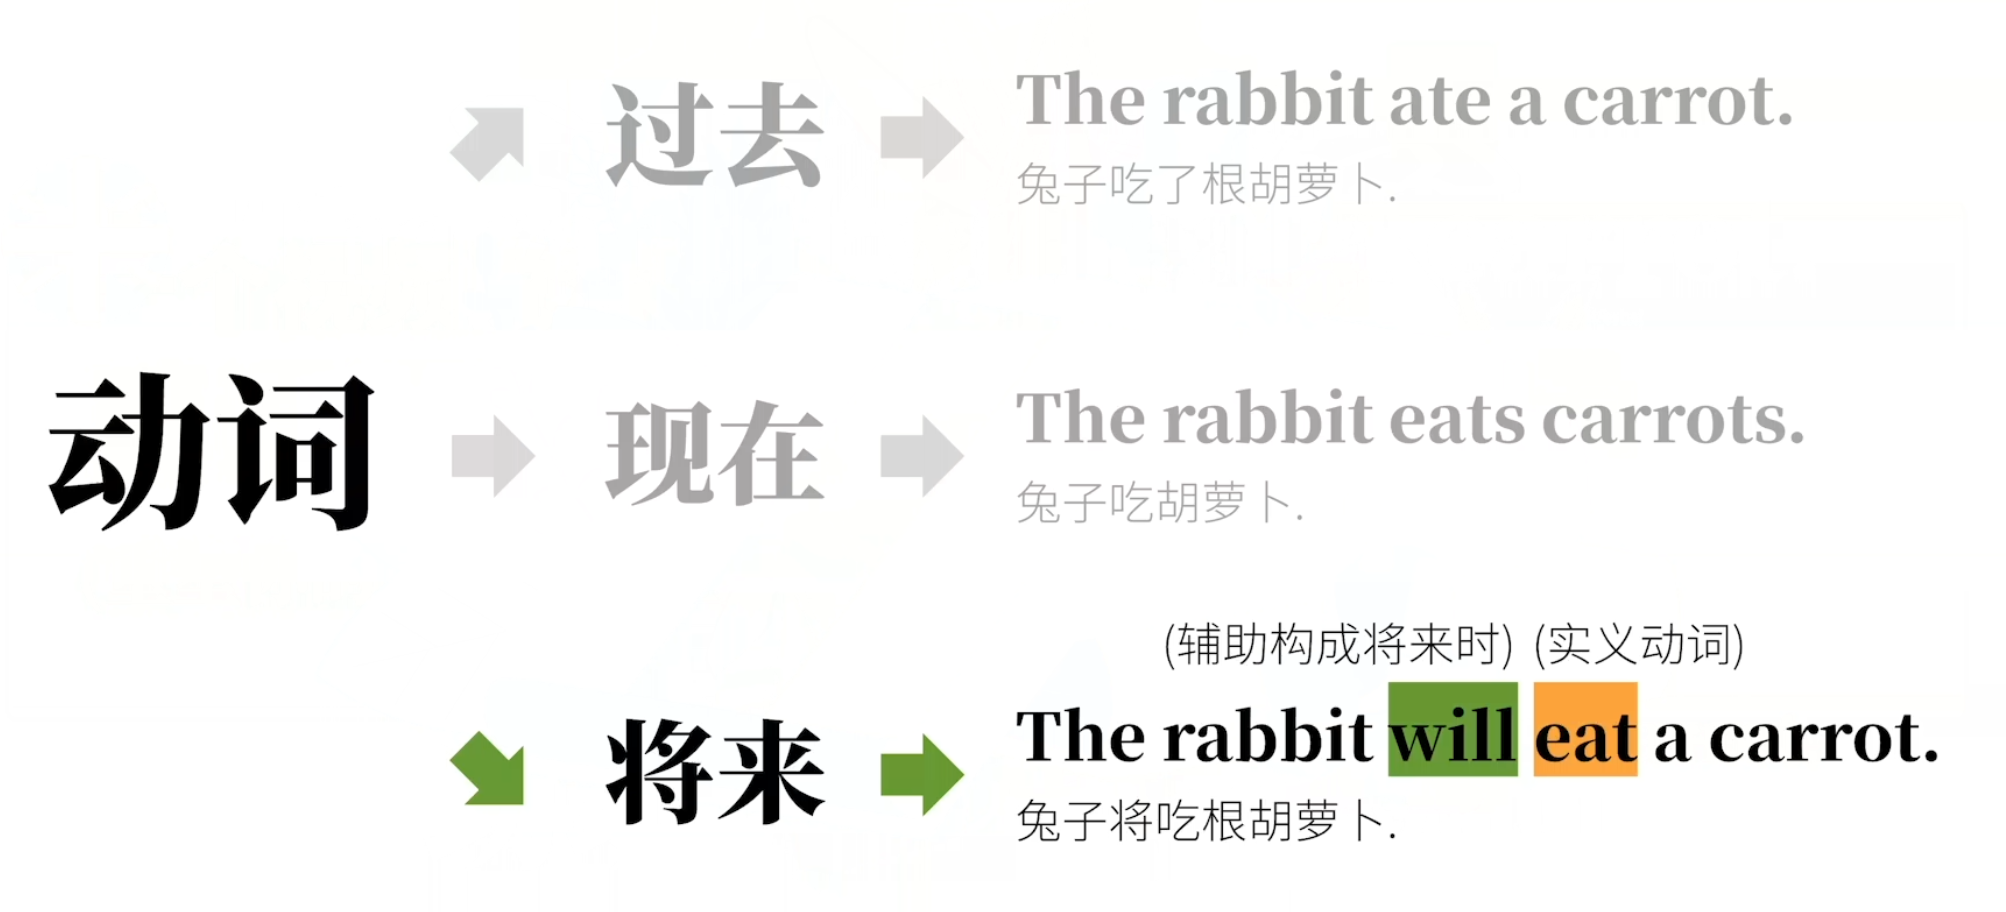 过去
The rabbit ate a carrot.
兔子吃了根胡萝卜.
动词
现在
The rabbit eats carrots.
兔子吃胡萝卜.
(辅助构成将来时) (实义动词)
将来
The rabbit will eat a carrot.
兔子将吃根胡萝卜.